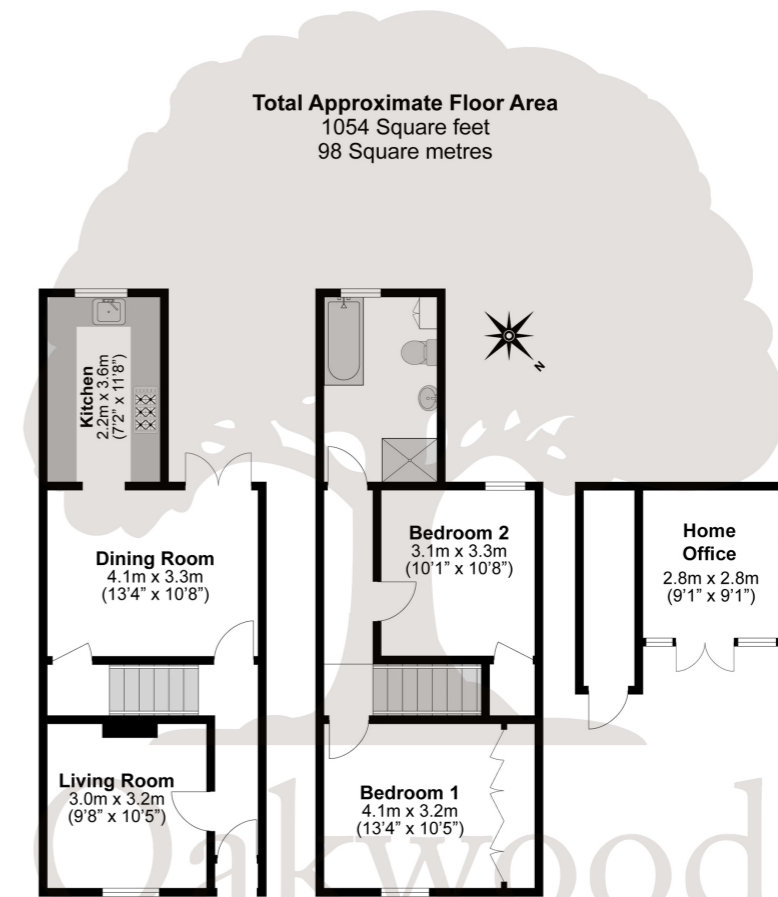 Total Approximate Floor Area
1054 Square feet
98 Square metres
Kitchen
2.2m x 3.6m
(7'2" x 11'8")
N
Dining Room
4.1m x 3.3m
(13'4" x 10'8")
Bedroom 2
3.1m x 3.3m
(10'1" x 10'8")
Home
Office
2.8m x 2.8m
(9'1" x 9'1")
Living Room
3.0m x 3.2m
(9'8" x 10'5")
Bedroom 1
4.1m x 3.2m
(13'4" x 10'5")
Oakwood